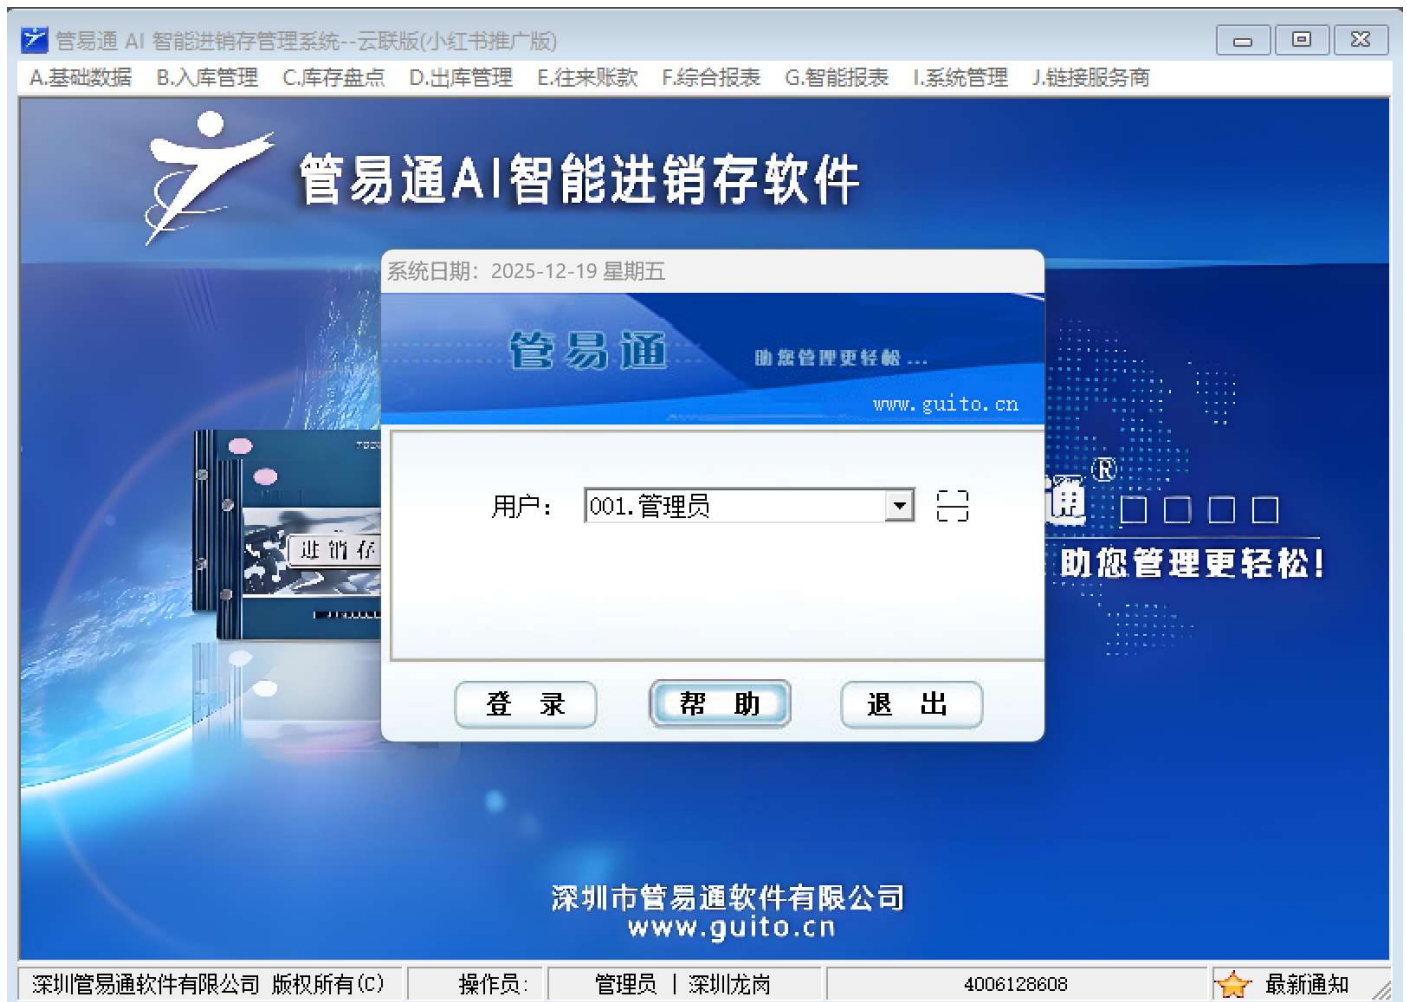 管易通 AI 智能进销存管理系统--云联版(小红书推广版)
A.基础数据 B.入库管理 C.库存盘点 D.出库管理 E.往来账款 F.综合报表 G.智能报表 I.系统管理 J.链接服务商
管易通AI智能进销存软件
系统日期：2025-12-19 星期五
管易通 助您管理更轻松...
www.guito.cn
用户： 001.管理员
进销存
通®
助您管理更轻松!
登 录 帮 助 退 出
深圳市管易通软件有限公司
www.guito.cn
深圳管易通软件有限公司 版权所有(C) 操作员: 管理员 | 深圳龙岗 4006128608 最新通知